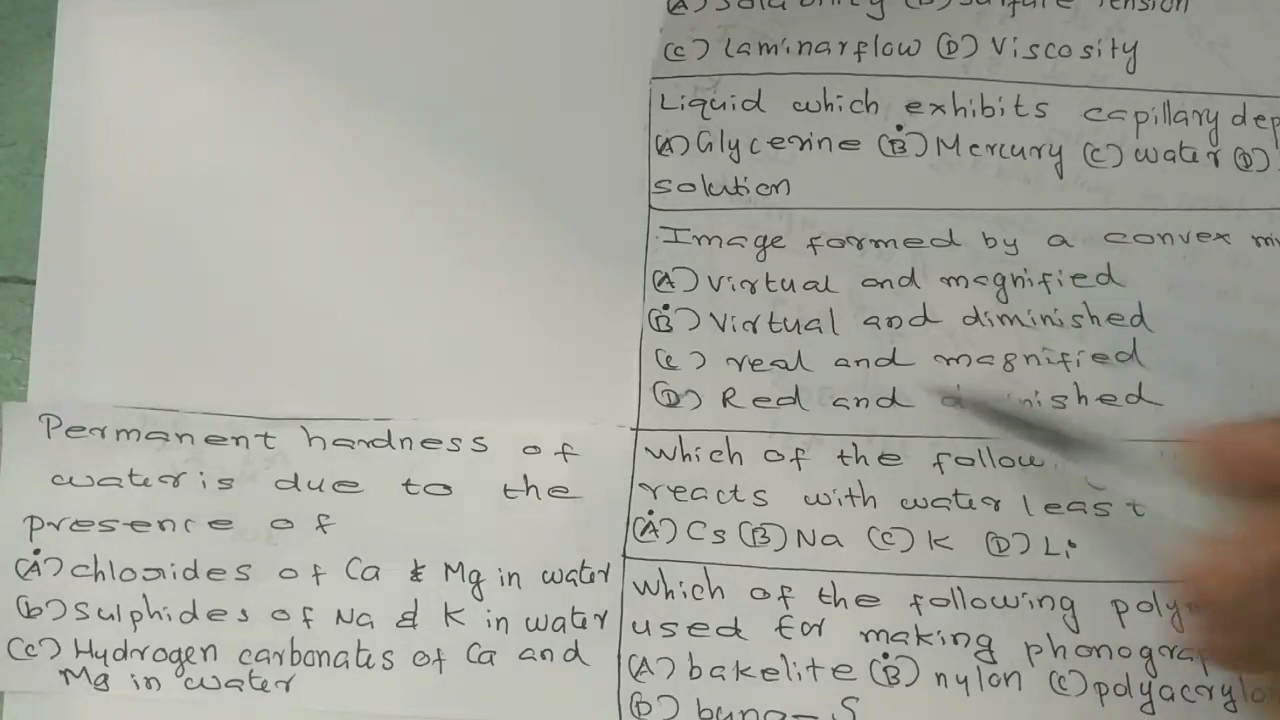 (C) Laminarflow (D) Viscosity
Liquid which exhibits capillary dep
(A) Glycerine (B) Mercury (C) water (D)
solution
Image formed by a convex mi
(A) Virtual and magnified
(B) Virtual and diminished
(C) real and magnified
(D) Red and
Permanent hardness of
water is due to the
presence of
(A) chlorides of Ca & Mg in water
(b) Sulphides of Na & K in water
(C) Hydrogen carbonates of Ca and
Mg in water
which of the follow
reacts with water least
(A) Cs (B) Na (C) K (D) Li
which of the following poly
used for making phonograp
(A) bakelite (B) nylon (C) polyacrylo
(D) buna-S